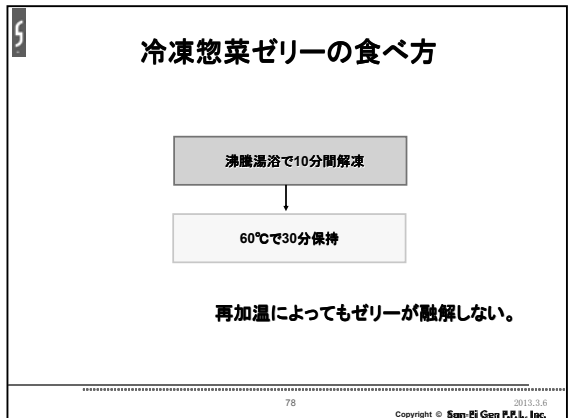 冷凍惣菜ゼリーの食べ方
沸騰湯浴で10分間解凍
60℃で30分保持
再加温によってもゼリーが融解しない。
78
2013.3.6
Copyright © San-Ei Gen F.F.I., Inc.